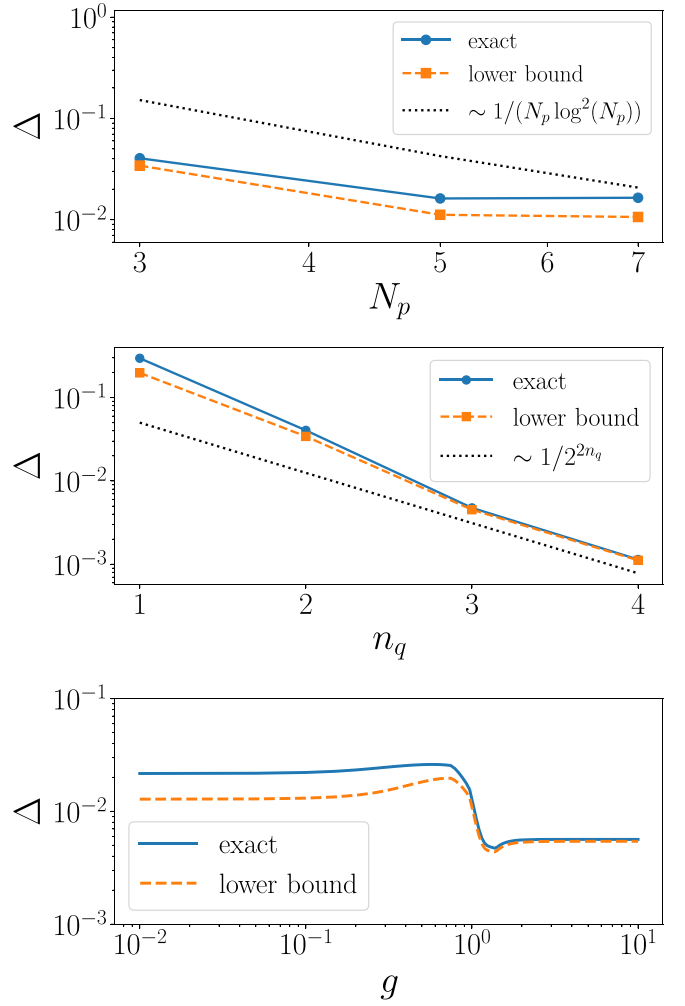 10^0
10^{-1}
10^{-2}
Δ
exact
lower bound
∼ 1/(N_p log^2(N_p))
3 4 5 6 7
N_p
10^{-1}
10^{-2}
10^{-3}
Δ
exact
lower bound
∼ 1/2^{2n_q}
1 2 3 4
n_q
10^{-1}
10^{-2}
10^{-3}
Δ
exact
lower bound
10^{-2} 10^{-1} 10^0 10^1
g